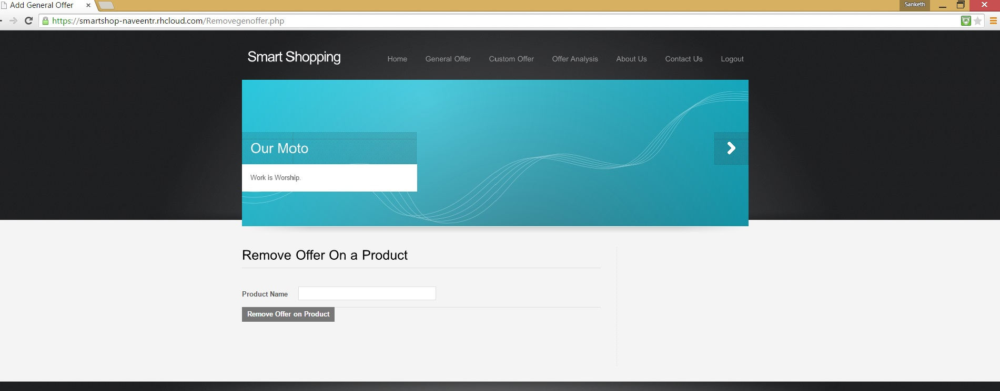 Add General Offer
Sanketh
https://smartshop-naveentr.rhcloud.com/Removegenoffer.php
Smart Shopping
Home General Offer Custom Offer Offer Analysis About Us Contact Us Logout
Our Moto
Work is Worship.
Remove Offer On a Product
Product Name
Remove Offer on Product